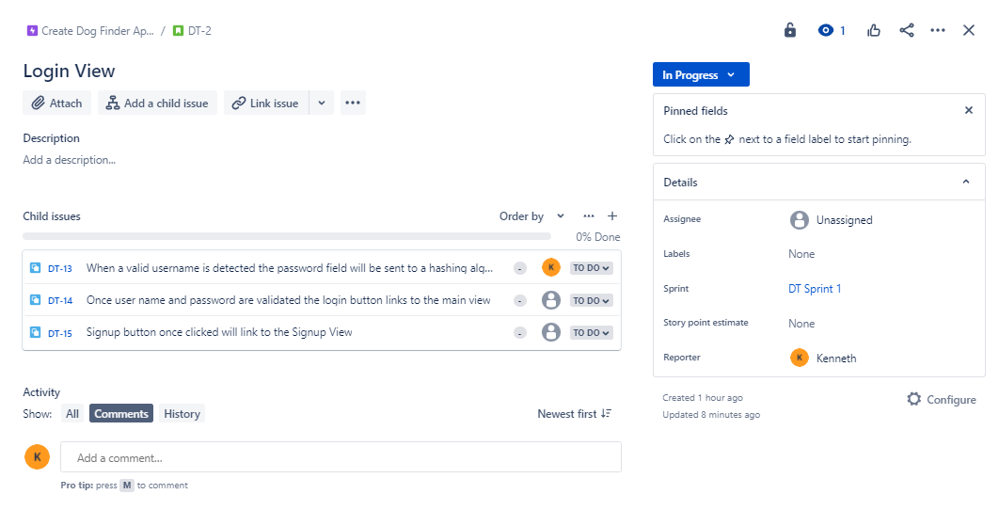 Create Dog Finder Ap... / DT-2
1
Login View
Attach
Add a child issue
Link issue
Description
Add a description...
Child issues
Order by
0% Done
DT-13 When a valid username is detected the password field will be sent to a hashing alg... - K TO DO
DT-14 Once user name and password are validated the login button links to the main view - TO DO
DT-15 Signup button once clicked will link to the Signup View - TO DO
Activity
Show: All Comments History
Newest first
K Add a comment...
Pro tip: press M to comment
In Progress
Pinned fields
Click on the next to a field label to start pinning.
Details
Assignee Unassigned
Labels None
Sprint DT Sprint 1
Story point estimate None
Reporter K Kenneth
Created 1 hour ago
Updated 8 minutes ago
Configure